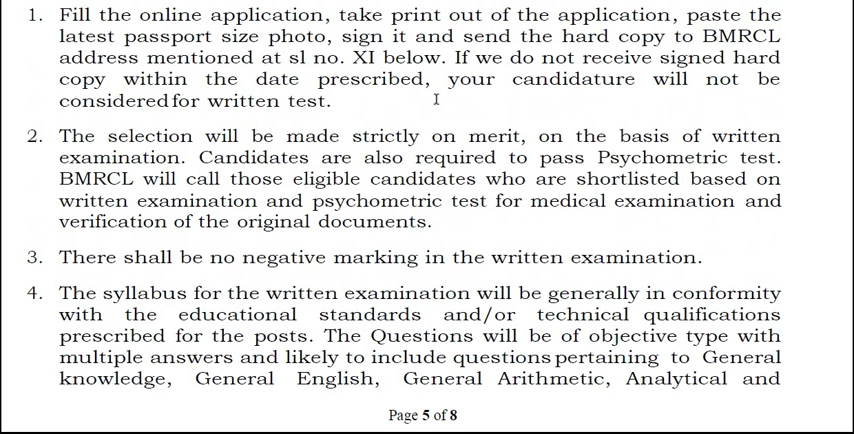 1. Fill the online application, take print out of the application, paste the
latest passport size photo, sign it and send the hard copy to BMRCL
address mentioned at sl no. XI below. If we do not receive signed hard
copy within the date prescribed, your candidature will not be
considered for written test.
2. The selection will be made strictly on merit, on the basis of written
examination. Candidates are also required to pass Psychometric test.
BMRCL will call those eligible candidates who are shortlisted based on
written examination and psychometric test for medical examination and
verification of the original documents.
3. There shall be no negative marking in the written examination.
4. The syllabus for the written examination will be generally in conformity
with the educational standards and/or technical qualifications
prescribed for the posts. The Questions will be of objective type with
multiple answers and likely to include questions pertaining to General
knowledge, General English, General Arithmetic, Analytical and
Page 5 of 8